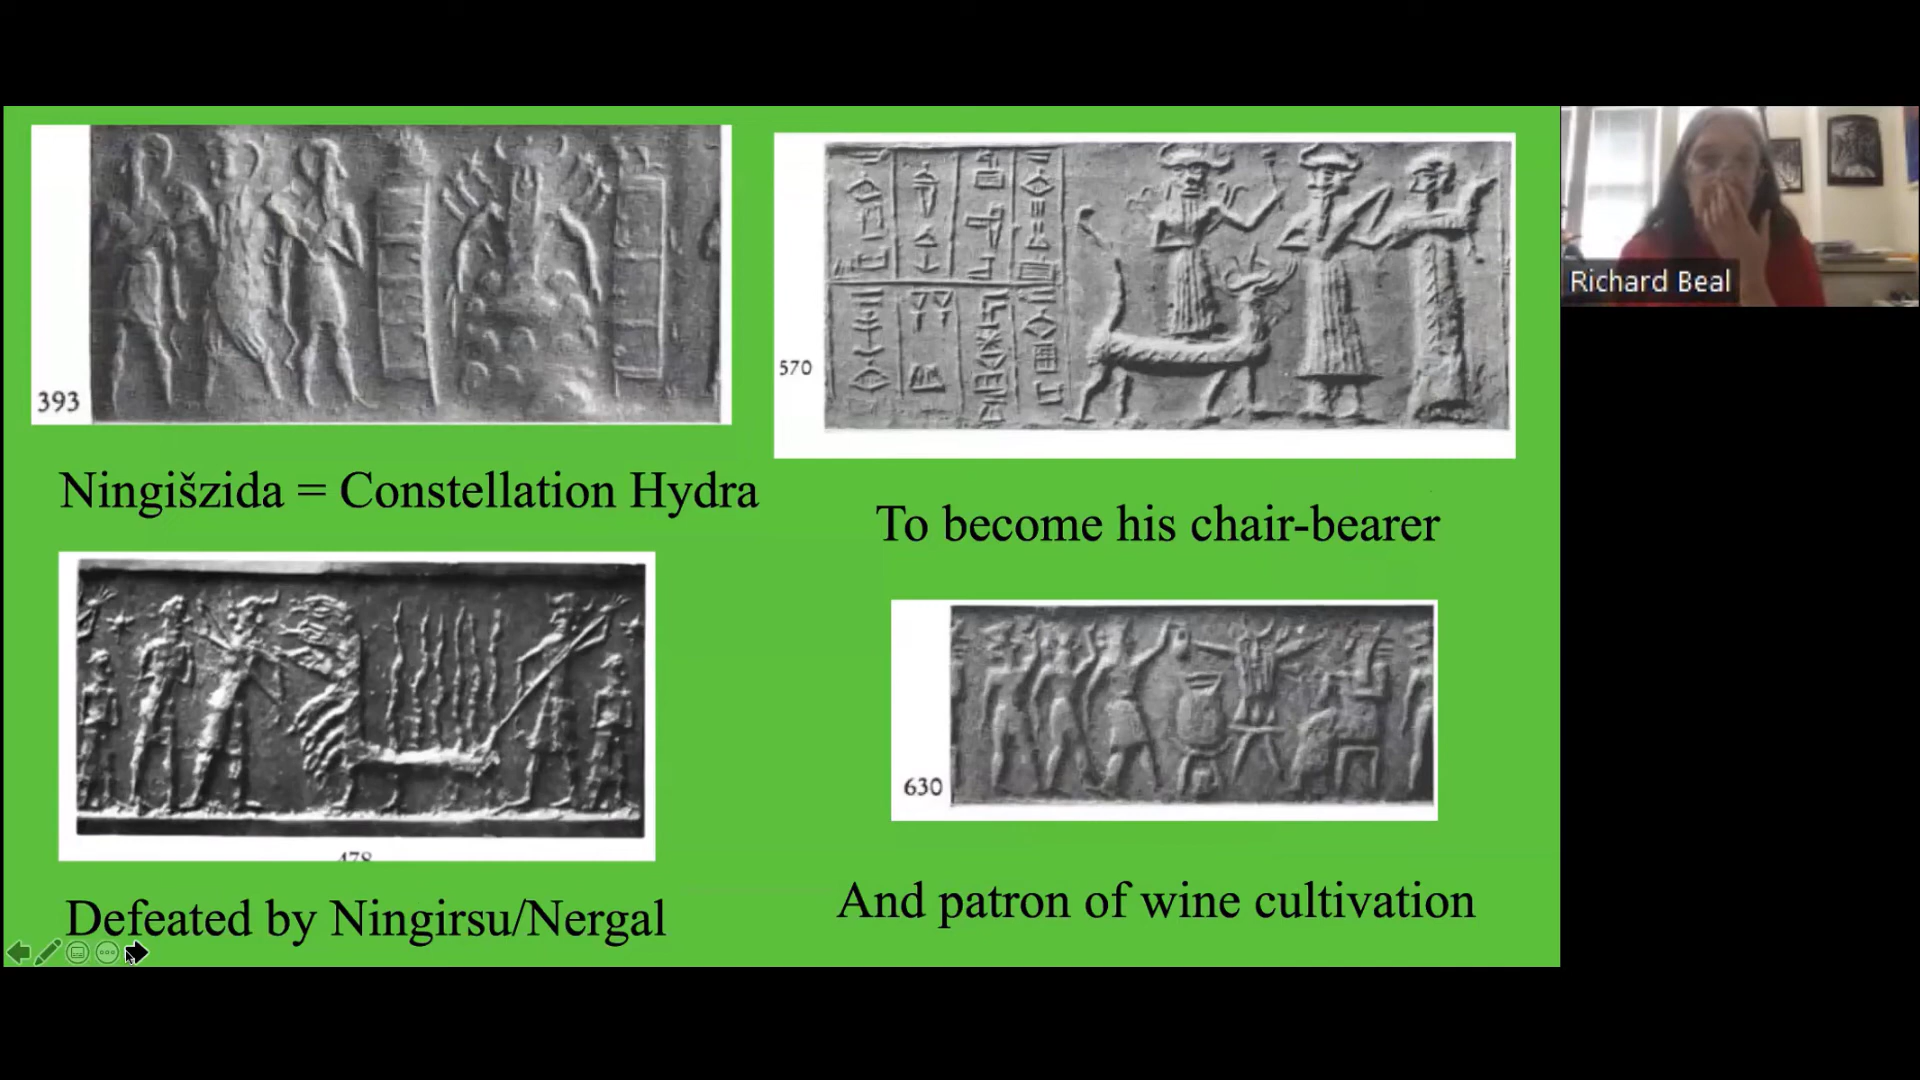 393
570
Ningišzida = Constellation Hydra
To become his chair-bearer
478
630
Defeated by Ningirsu/Nergal
And patron of wine cultivation
Richard Beal